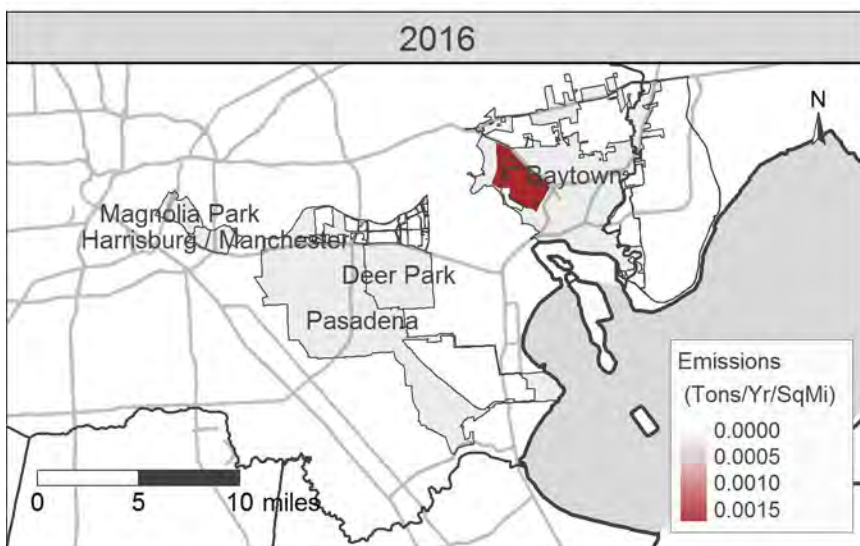 2016
N
Baytown
Magnolia Park
Harrisburg / Manchester
Deer Park
Pasadena
Emissions
(Tons/Yr/SqMi)
0.0000
0.0005
0.0010
0.0015
0 5 10 miles